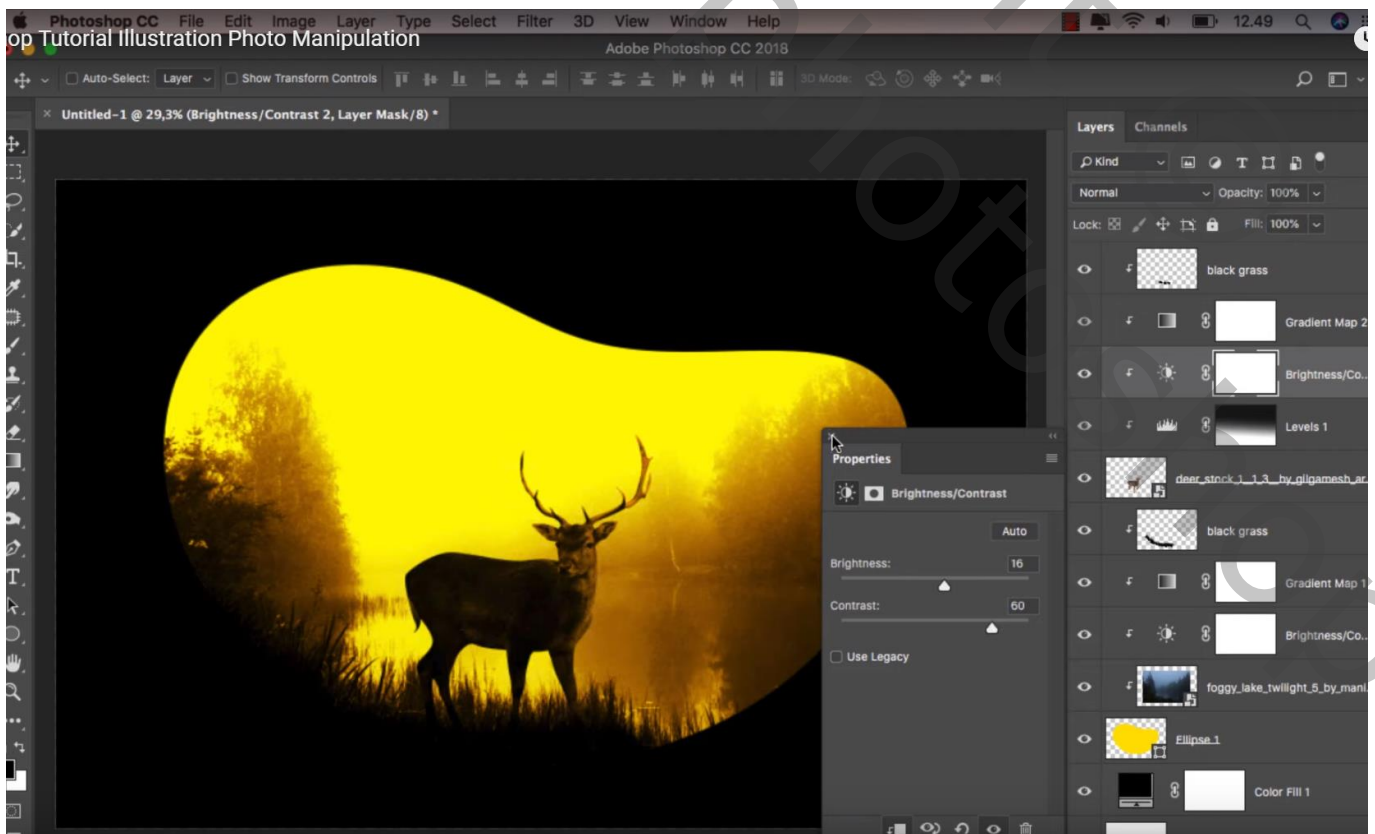 Photoshop CC File Edit Image Layer Type Select Filter 3D View Window Help 12.49
op Tutorial Illustration Photo Manipulation
Adobe Photoshop CC 2018
Auto-Select: Layer Show Transform Controls 3D Mode:
× Untitled-1 @ 29,3% (Brightness/Contrast 2, Layer Mask/8) *
Layers Channels
Kind
Normal Opacity: 100%
Lock: Fill: 100%
black grass
Gradient Map 2
Brightness/Co...
Levels 1
deer_stock_1__1_3__by_gilgamesh_ar...
black grass
Gradient Map 1
Brightness/Co...
foggy_lake_twilight_5_by_mani...
Ellipse 1
Color Fill 1
Properties
Brightness/Contrast
Auto
Brightness: 16
Contrast: 60
Use Legacy